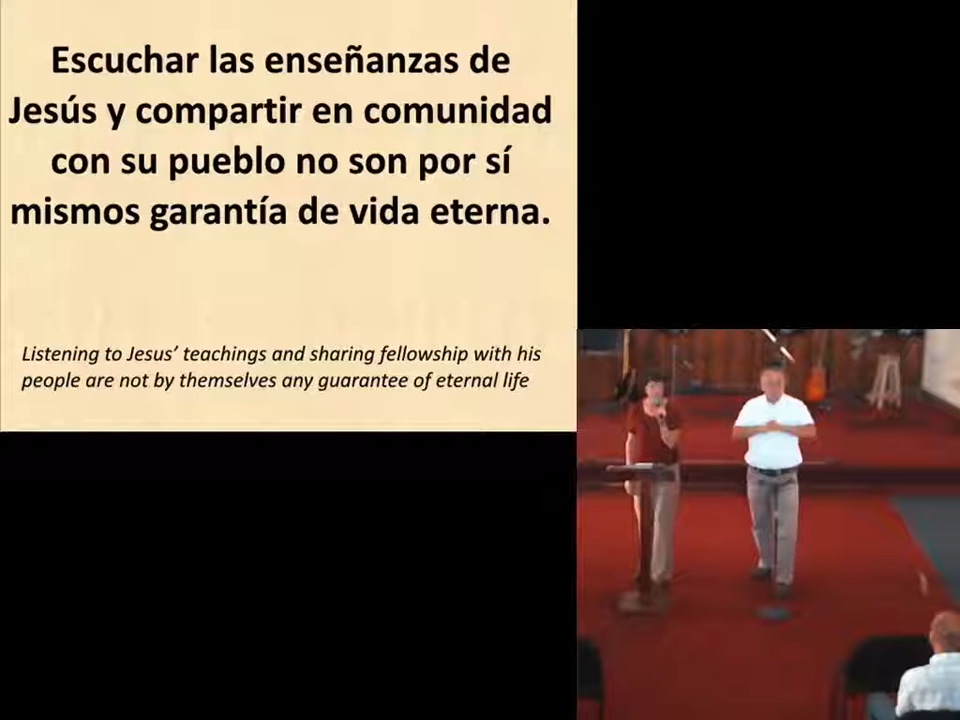 Escuchar las enseñanzas de
Jesús y compartir en comunidad
con su pueblo no son por sí
mismos garantía de vida eterna.
Listening to Jesus’ teachings and sharing fellowship with his
people are not by themselves any guarantee of eternal life